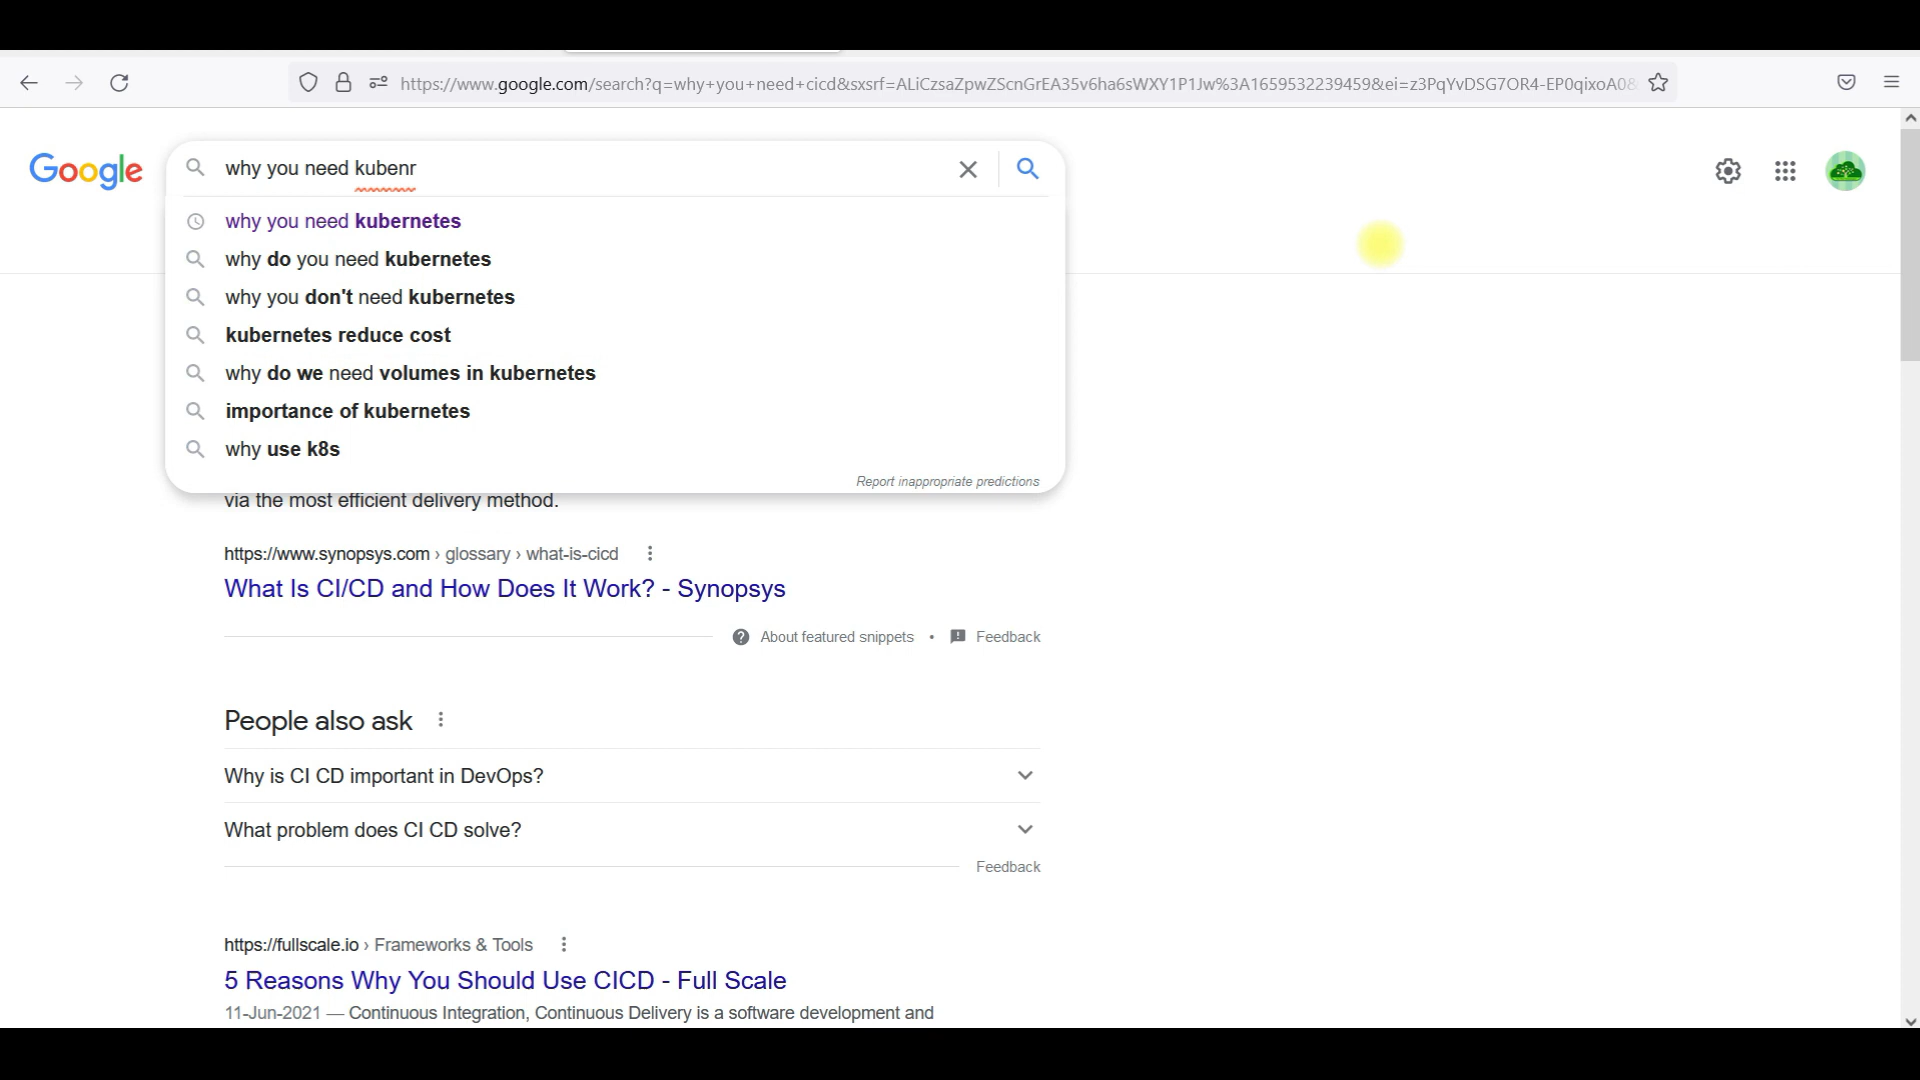 https://www.google.com/search?q=why+you+need+cicd&sxsrf=ALiCzsaZpwZScnGrEA35v6ha6sWXY1P1Jw%3A1659532239459&ei=z3PqYvDSG7OR4-EP0qixoA08
Google
why you need kubenr
why you need kubernetes
why do you need kubernetes
why you don't need kubernetes
kubernetes reduce cost
why do we need volumes in kubernetes
importance of kubernetes
why use k8s
Report inappropriate predictions
via the most efficient delivery method.
https://www.synopsys.com › glossary › what-is-cicd
What Is CI/CD and How Does It Work? - Synopsys
About featured snippets • Feedback
People also ask
Why is CI CD important in DevOps?
What problem does CI CD solve?
Feedback
https://fullscale.io › Frameworks & Tools
5 Reasons Why You Should Use CICD - Full Scale
11-Jun-2021 — Continuous Integration, Continuous Delivery is a software development and